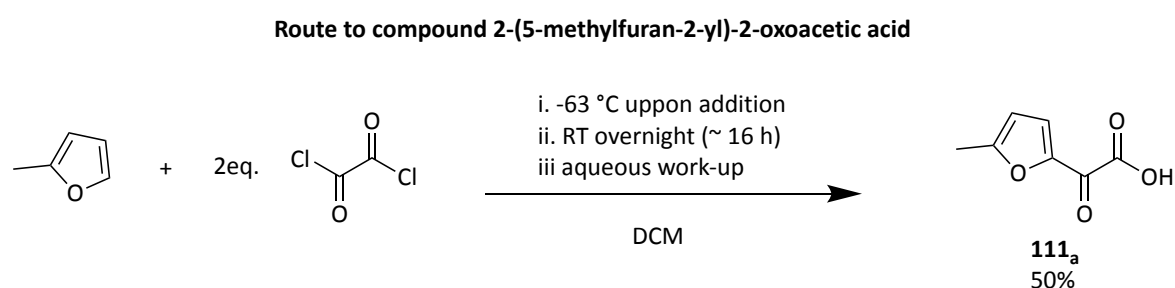 Route to compound 2-(5-methylfuran-2-yl)-2-oxoacetic acid
i. -63 °C uppon addition
ii. RT overnight (~ 16 h)
iii aqueous work-up
DCM
O
+
2eq.
Cl
O
Cl
O
O
O
OH
O
111a
50%